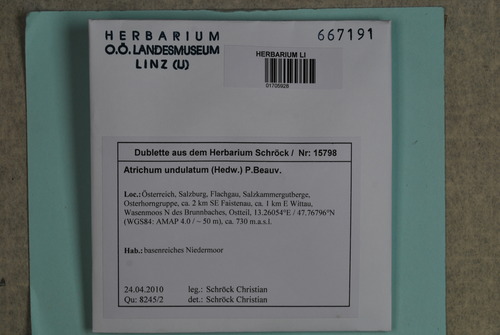 HERBARIUM
O.Ö. LANDESMUSEUM
LINZ (U)
667191
HERBARIUM LI
01705928
Dublette aus dem Herbarium Schröck / Nr: 15798
Atrichum undulatum (Hedw.) P.Beauv.
Loc.:Österreich, Salzburg, Flachgau, Salzkammergutberge,
Osterhorngruppe, ca. 2 km SE Faistenau, ca. 1 km E Wittau,
Wasenmoos N des Brunnbaches, Ostteil, 13.26054°E / 47.76796°N
(WGS84: AMAP 4.0 / ~ 50 m), ca. 730 m.a.s.l.
Hab.:basenreiches Niedermoor
24.04.2010 leg.: Schröck Christian
Qu: 8245/2 det.: Schröck Christian